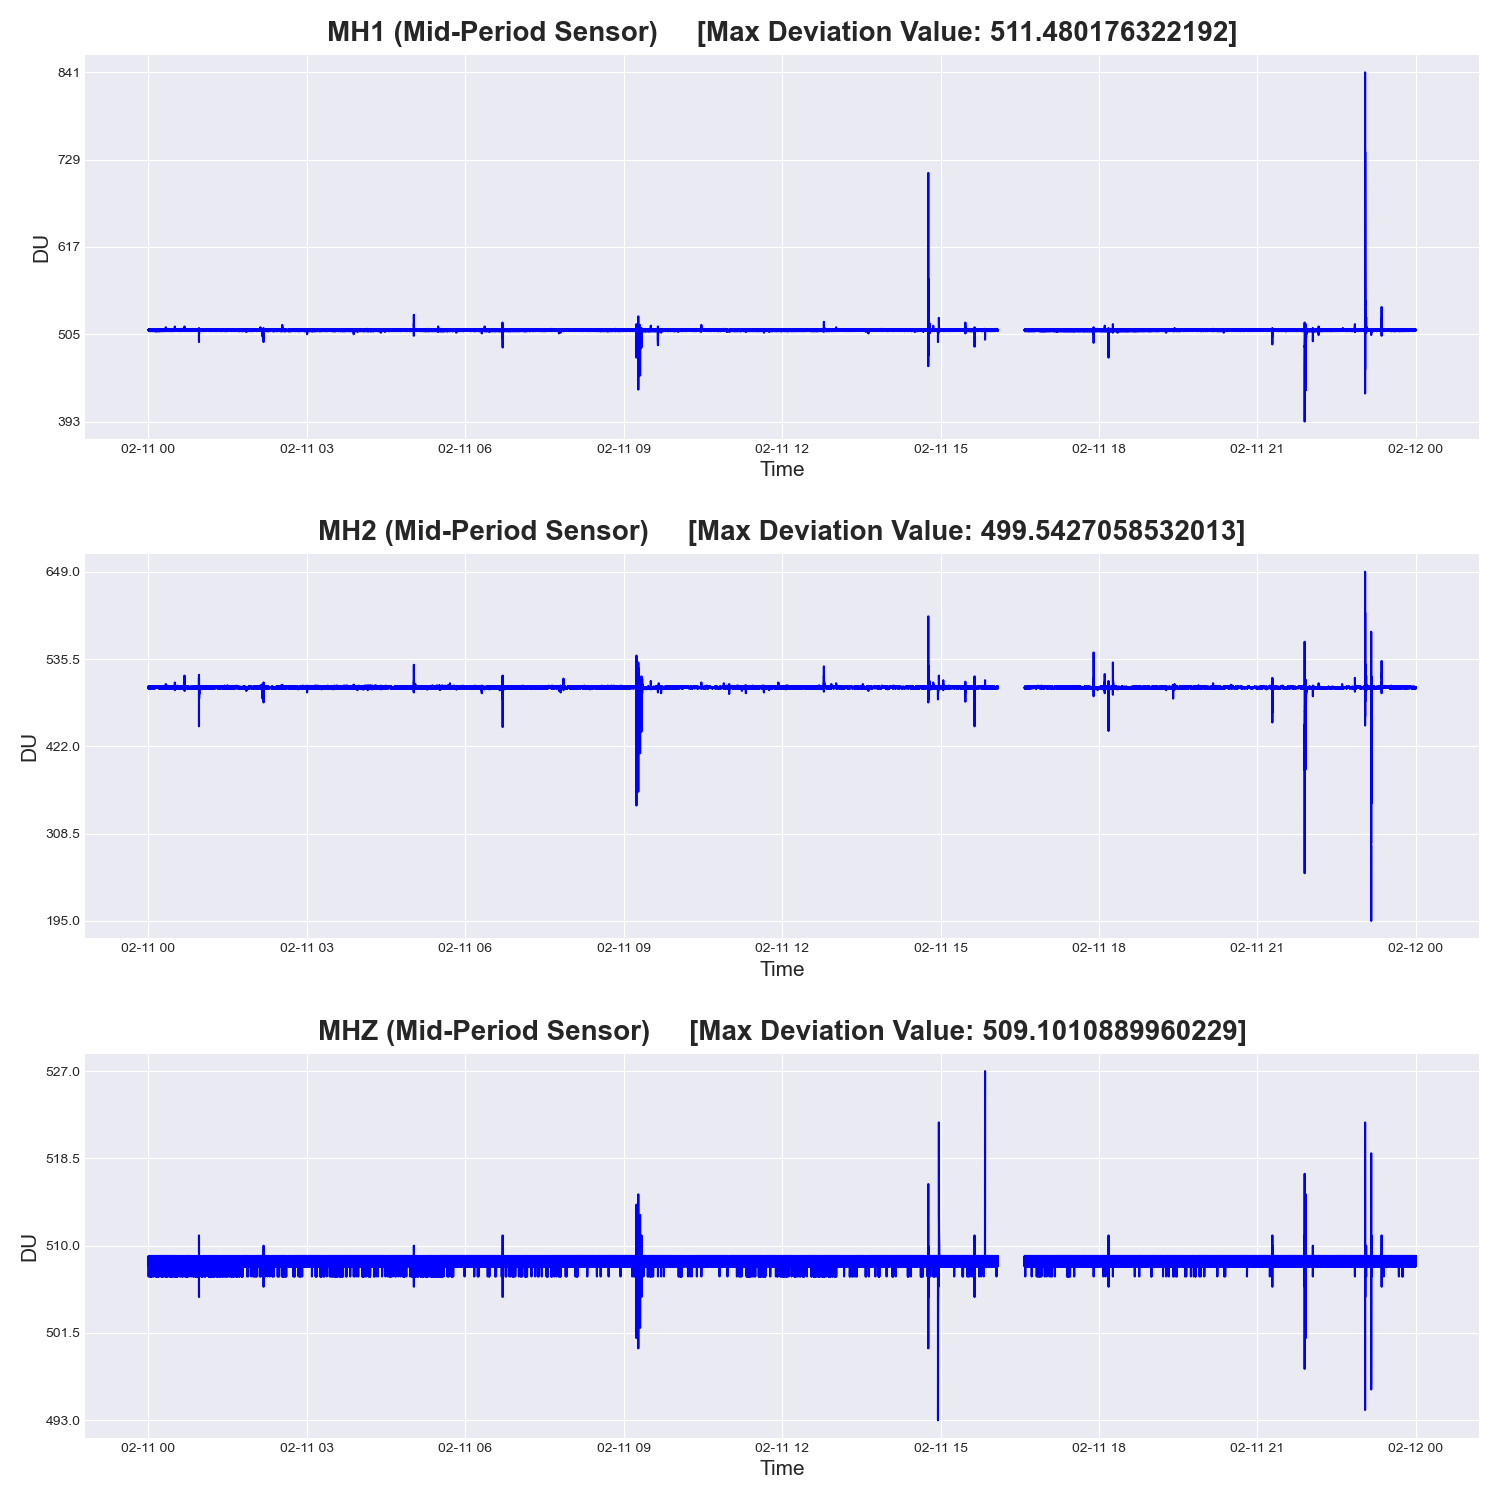 MH1 (Mid-Period Sensor) [Max Deviation Value: 511.480176322192]
841
729
617
505
393
DU
02-11 00 02-11 03 02-11 06 02-11 09 02-11 12 02-11 15 02-11 18 02-11 21 02-12 00
Time
MH2 (Mid-Period Sensor) [Max Deviation Value: 499.5427058532013]
649.0
535.5
422.0
308.5
195.0
DU
02-11 00 02-11 03 02-11 06 02-11 09 02-11 12 02-11 15 02-11 18 02-11 21 02-12 00
Time
MHZ (Mid-Period Sensor) [Max Deviation Value: 509.1010889960229]
527.0
518.5
510.0
501.5
493.0
DU
02-11 00 02-11 03 02-11 06 02-11 09 02-11 12 02-11 15 02-11 18 02-11 21 02-12 00
Time